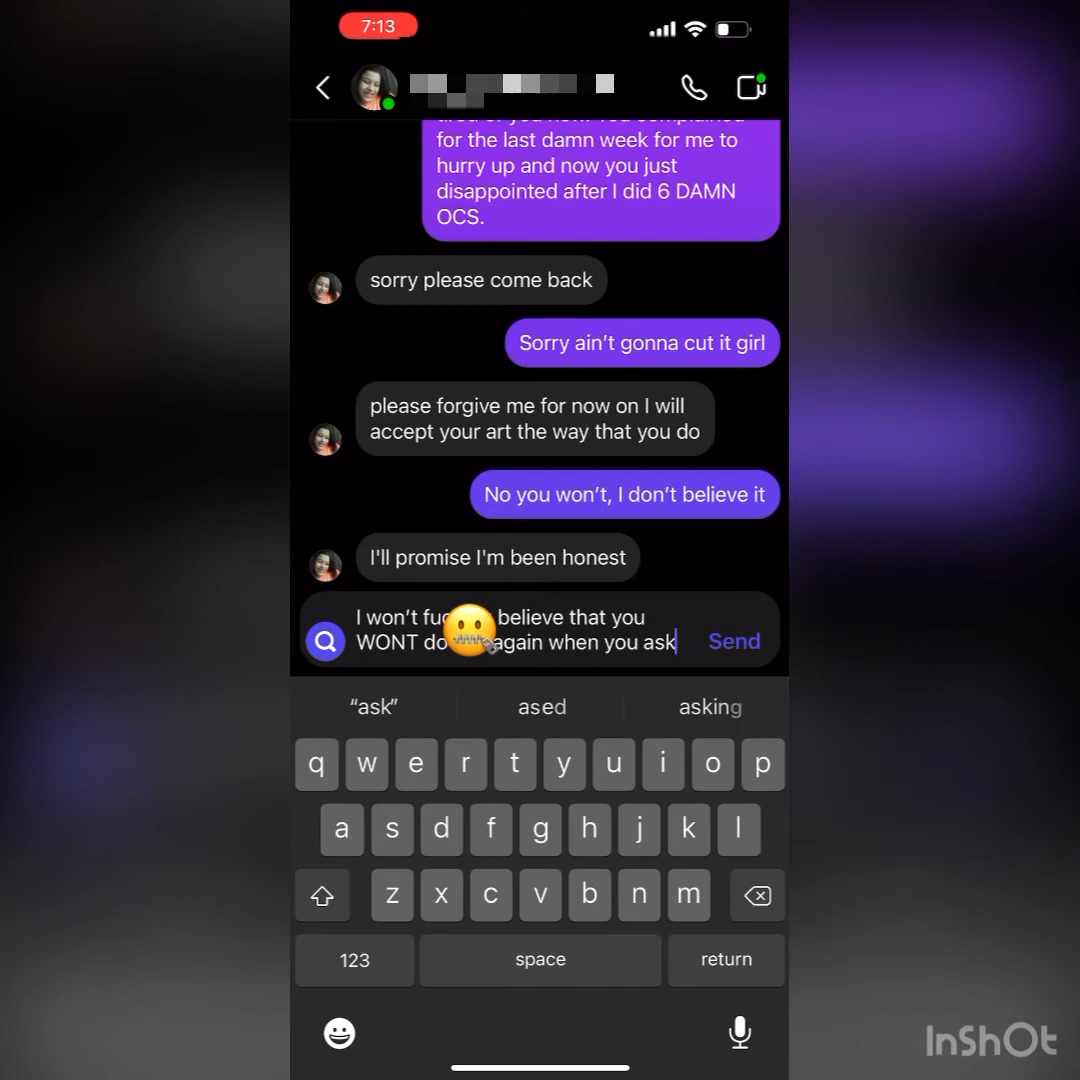 7:13
for the last damn week for me to
hurry up and now you just
disappointed after I did 6 DAMN
OCS.
sorry please come back
Sorry ain't gonna cut it girl
please forgive me for now on I will
accept your art the way that you do
No you won't, I don't believe it
I'll promise I'm been honest
I won't believe that you
WONT do again when you ask
Send
"ask" ased asking
q w e r t y u i o p
a s d f g h j k l
z x c v b n m
123 space return
InShOt